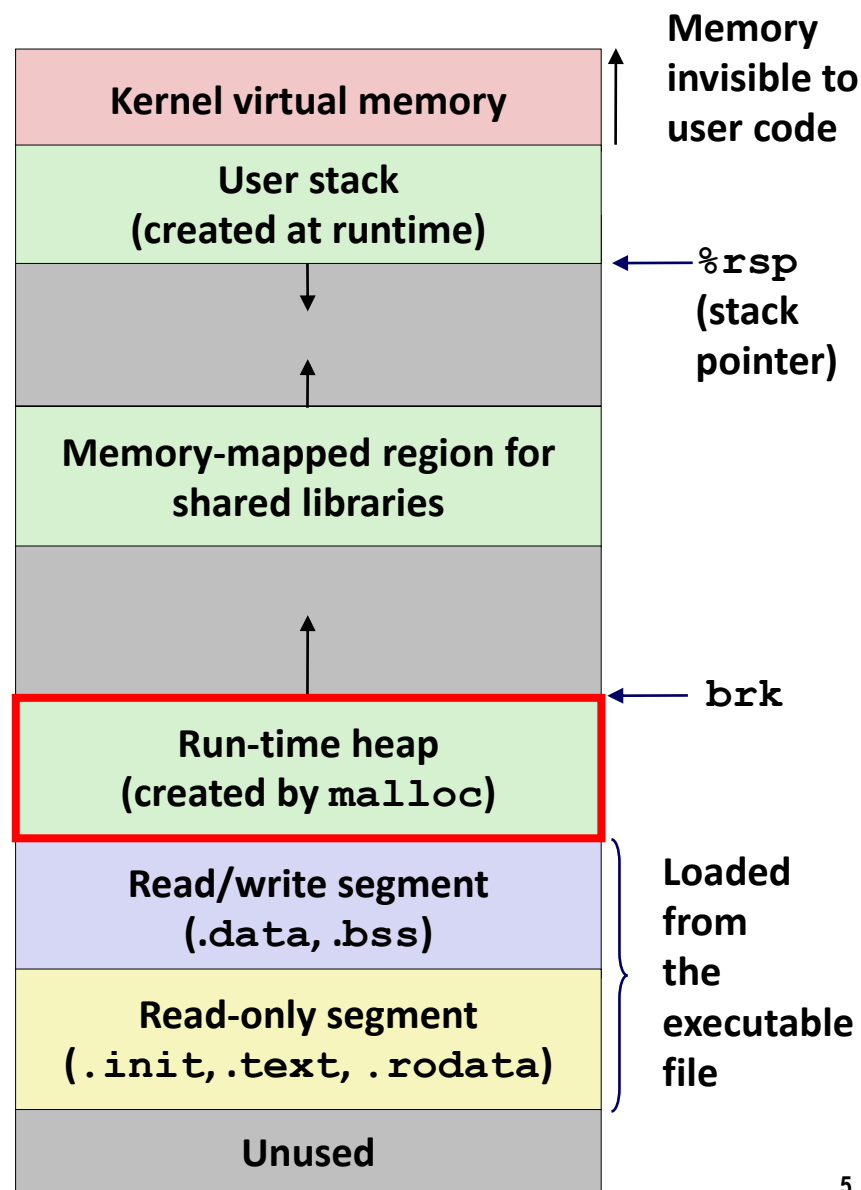 Memory
invisible to
user code
Kernel virtual memory
User stack
(created at runtime)
%rsp
(stack
pointer)
Memory-mapped region for
shared libraries
brk
Run-time heap
(created by malloc)
Read/write segment
(.data, .bss)
Loaded
from
the
executable
file
Read-only segment
(.init, .text, .rodata)
Unused
5